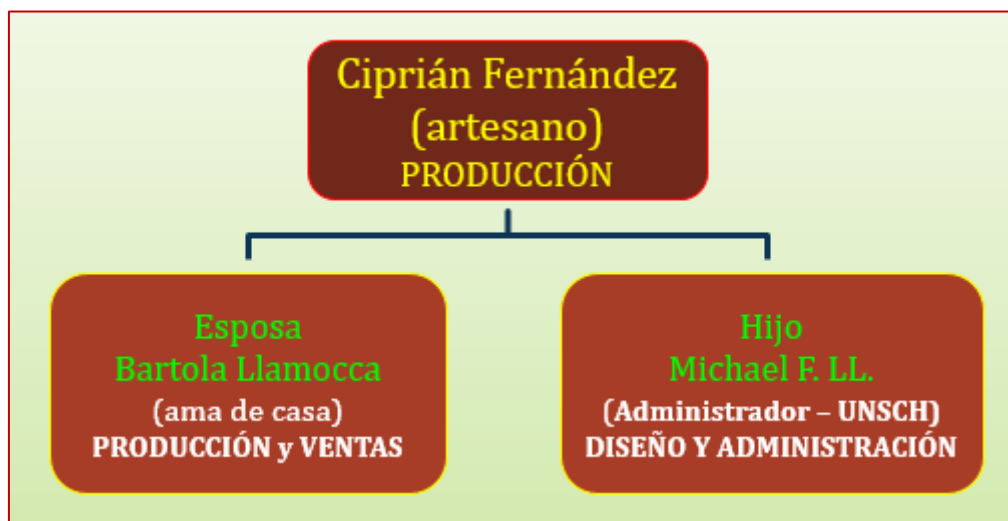 Ciprián Fernández
(artesano)
PRODUCCIÓN
Esposa
Bartola Llamocca
(ama de casa)
PRODUCCIÓN y VENTAS
Hijo
Michael F. LL.
(Administrador – UNSCH)
DISEÑO Y ADMINISTRACIÓN